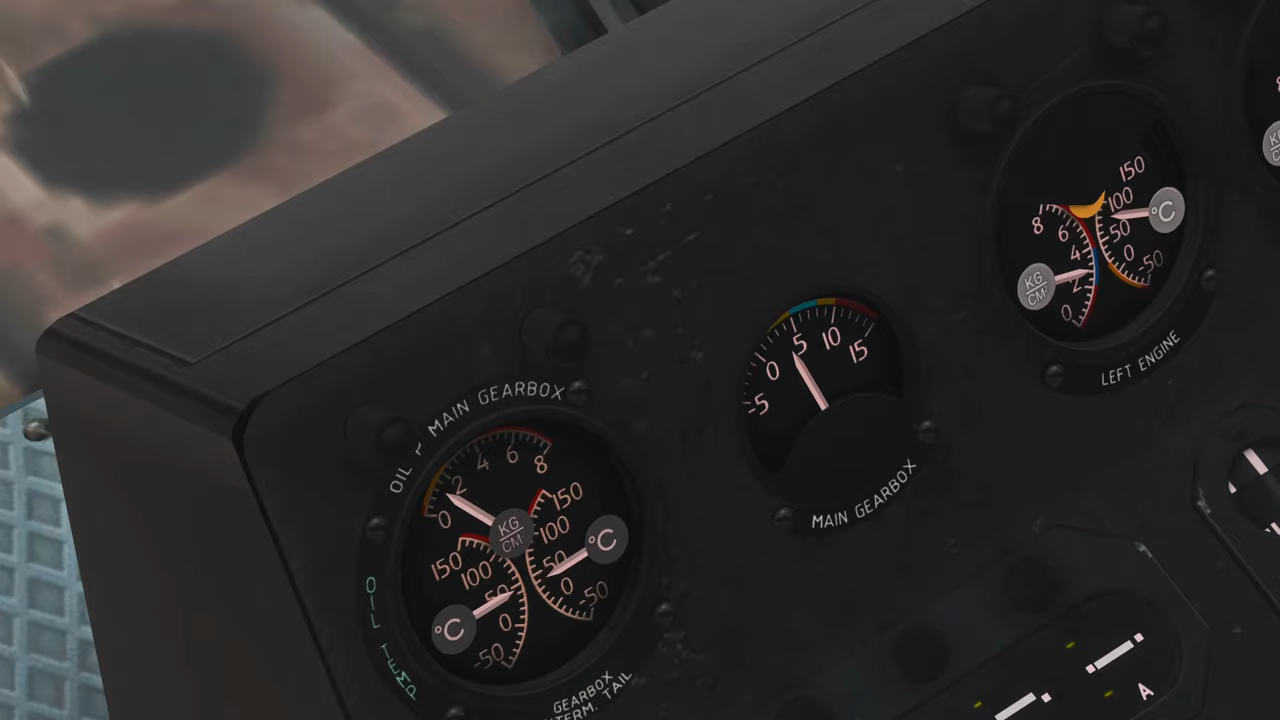 OIL
MAIN GEARBOX
0 2 4 6 8
KG
CM²
150 100 50 0 -50
°C
150 100 50 0 -50
°C
OIL TEMP
GEARBOX
TAIL
-5 0 5 10 15
MAIN GEARBOX
8 6 4 2 0
KG
CM²
150 100 50 0 -50
°C
LEFT ENGINE
A